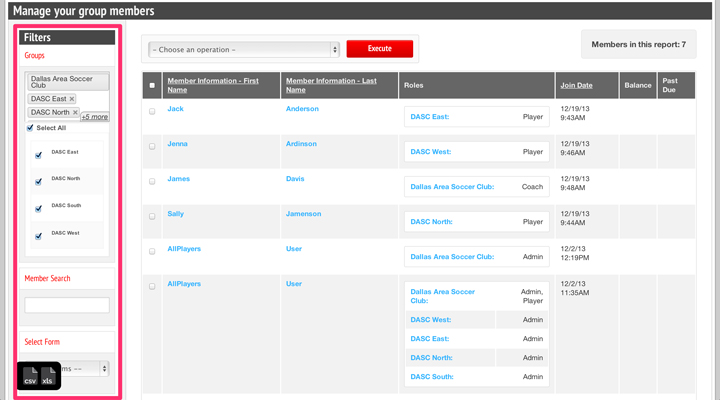 Manage your group members
Filters
Groups
Dallas Area Soccer
Club
DASC East ×
DASC North ×
+5 more
Select All
DASC East
DASC North
DASC South
DASC West
Member Search
Select Form
ms --
csv xls
- Choose an operation -
Execute
Members in this report: 7
Member Information - First
Name
Member Information - Last
Name
Roles
Join Date
Balance
Past
Due
Jack Anderson DASC East: Player 12/19/13
9:43AM
Jenna Ardinson DASC West: Player 12/19/13
9:46AM
James Davis Dallas Area Soccer Club: Coach 12/19/13
9:48AM
Sally Jamenson DASC North: Player 12/19/13
9:44AM
AllPlayers User Dallas Area Soccer Club: Admin 12/2/13
12:19PM
AllPlayers User Dallas Area Soccer Admin, 12/2/13
Club: Player 11:35AM
DASC West: Admin
DASC East: Admin
DASC North: Admin
DASC South: Admin